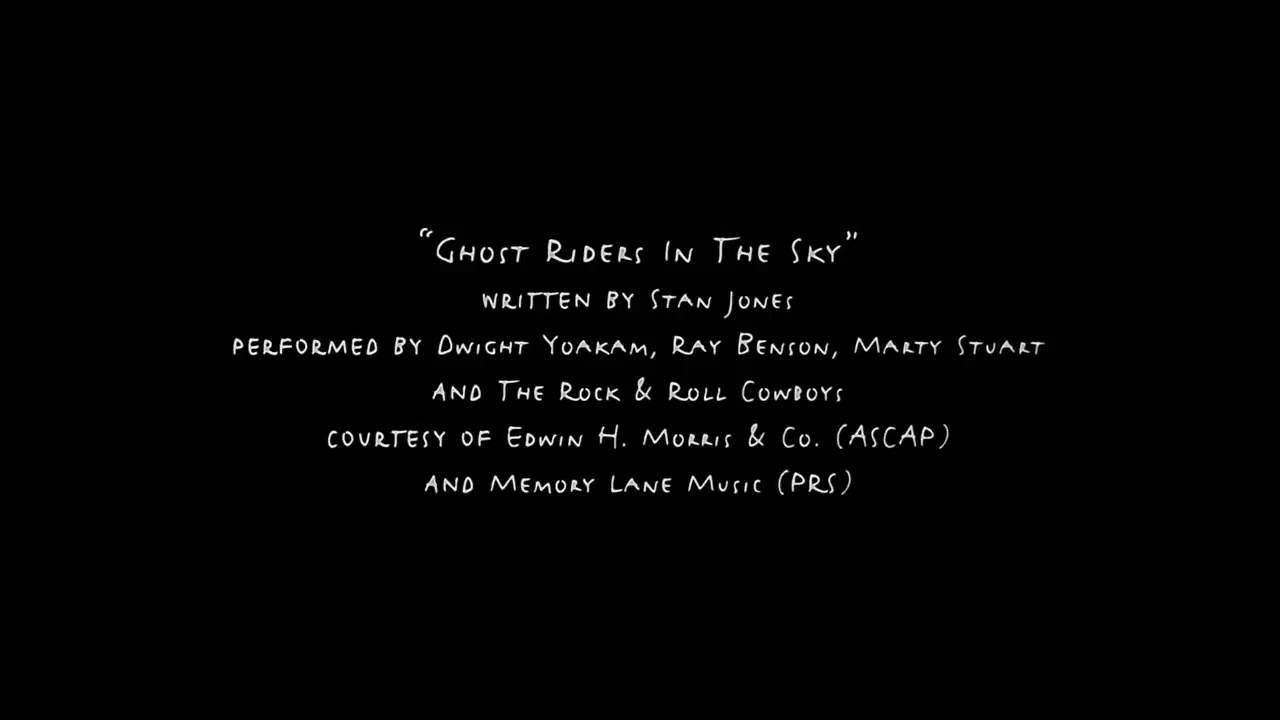 “Ghost Riders In The Sky”
written by Stan Jones
performed by Dwight Yoakam, Ray Benson, Marty Stuart
and The Rock & Roll Cowboys
courtesy of Edwin H. Morris & Co. (ASCAP)
and Memory Lane Music (PRS)